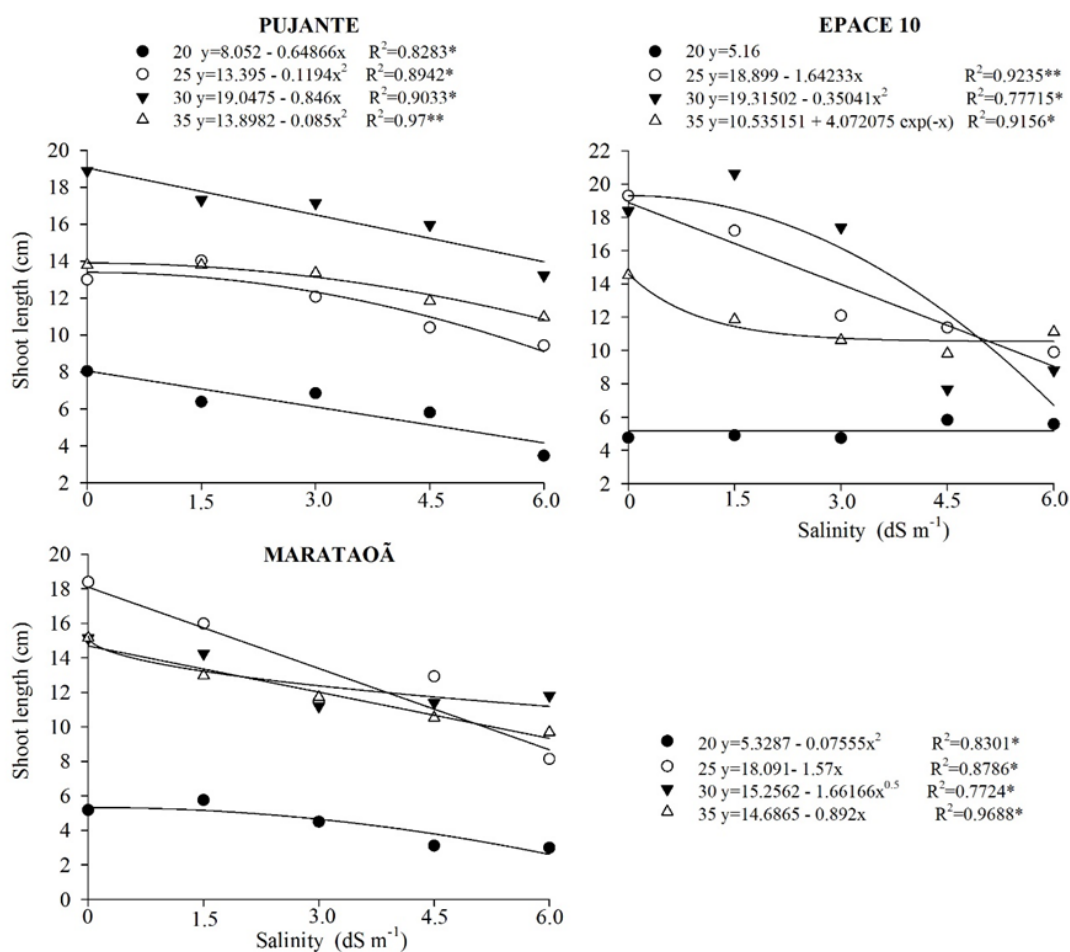 PUJANTE
20 y=8.052 - 0.64866x R²=0.8283*
25 y=13.395 - 0.1194x² R²=0.8942*
30 y=19.0475 - 0.846x R²=0.9033*
35 y=13.8982 - 0.085x² R²=0.97**
Shoot length (cm)
20
18
16
14
12
10
8
6
4
2
0 1.5 3.0 4.5 6.0
EPACE 10
20 y=5.16
25 y=18.899 - 1.64233x R²=0.9235**
30 y=19.31502 - 0.35041x² R²=0.77715*
35 y=10.535151 + 4.072075 exp(-x) R²=0.9156*
22
20
18
16
14
12
10
8
6
4
2
0 1.5 3.0 4.5 6.0
Salinity (dS m⁻¹)
MARATAOÃ
Shoot length (cm)
20
18
16
14
12
10
8
6
4
2
0
0 1.5 3.0 4.5 6.0
Salinity (dS m⁻¹)
20 y=5.3287 - 0.07555x² R²=0.8301*
25 y=18.091- 1.57x R²=0.8786*
30 y=15.2562 - 1.66166x⁰·⁵ R²=0.7724*
35 y=14.6865 - 0.892x R²=0.9688*